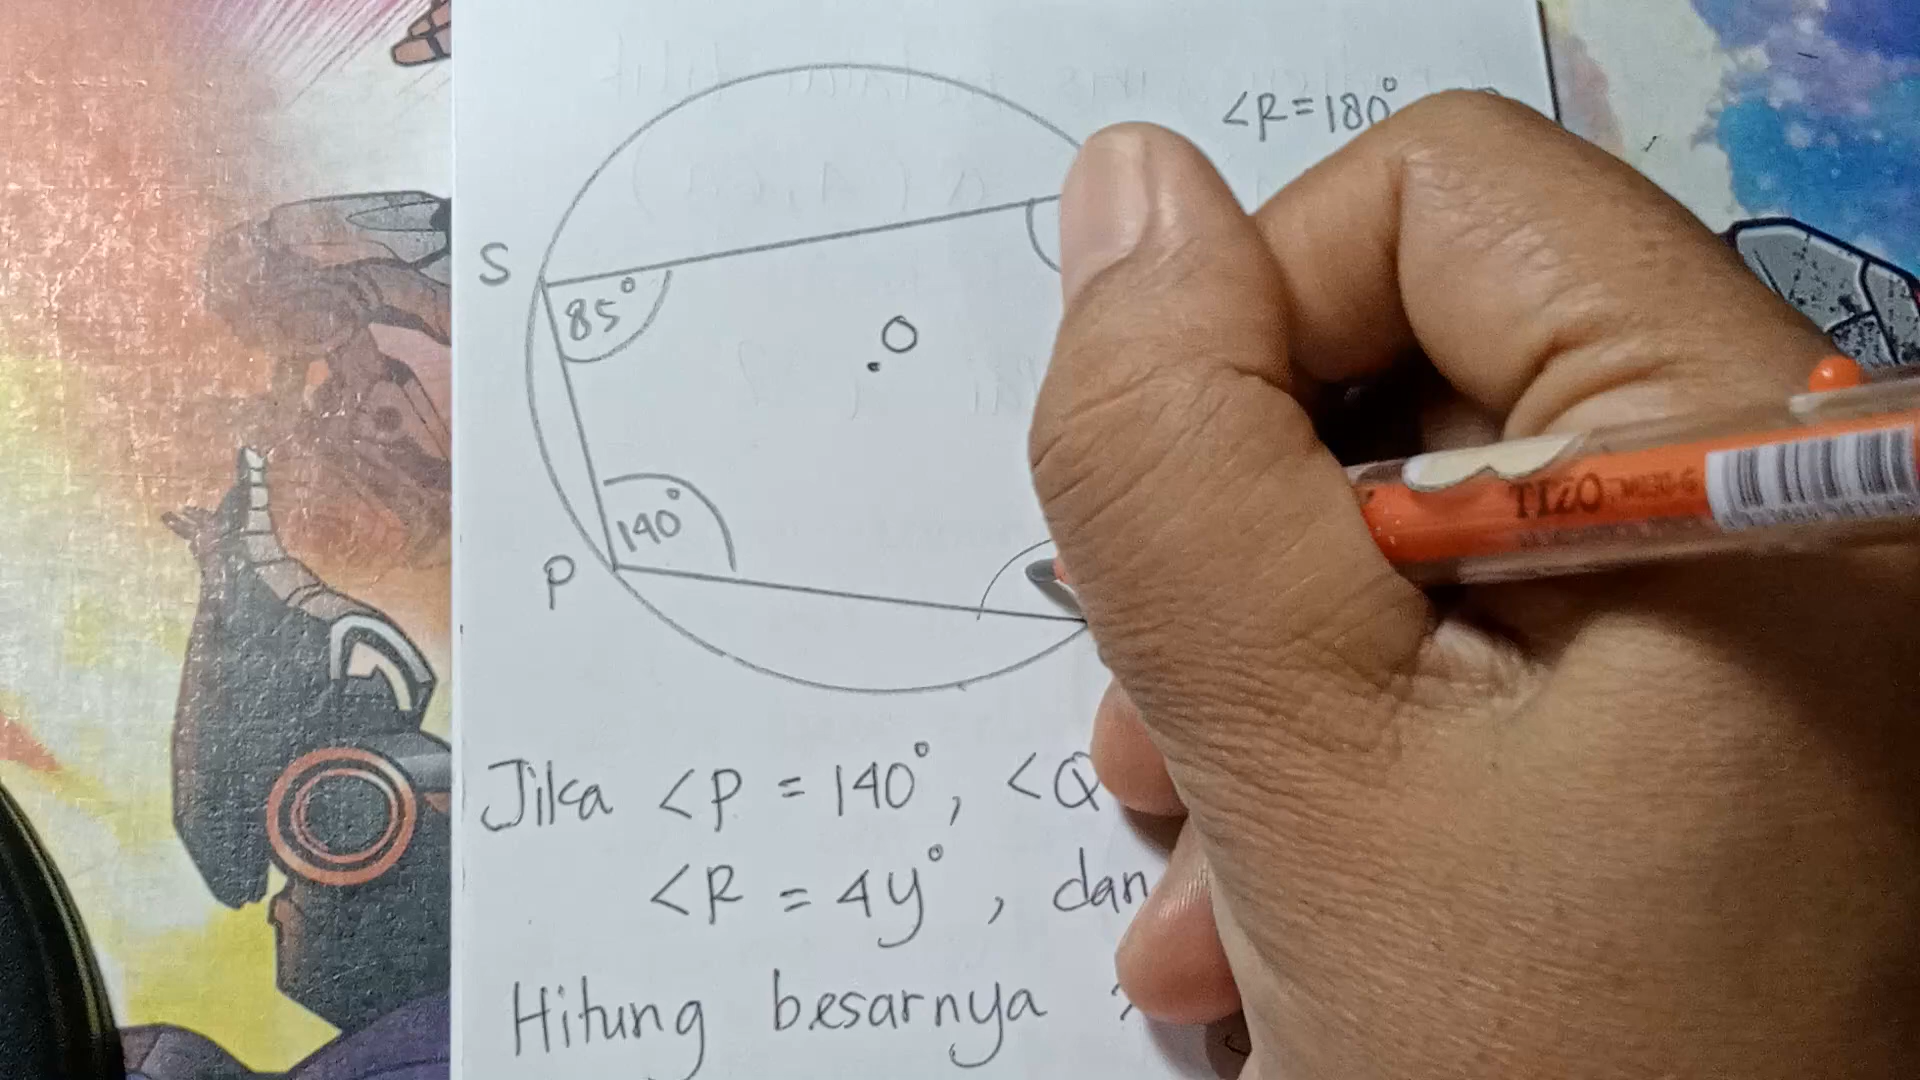 <R = 180°
S
85°
O
140°
P
TIZO
Jika <P = 140°, <Q
<R = 4y°, dan
Hitung besarnya